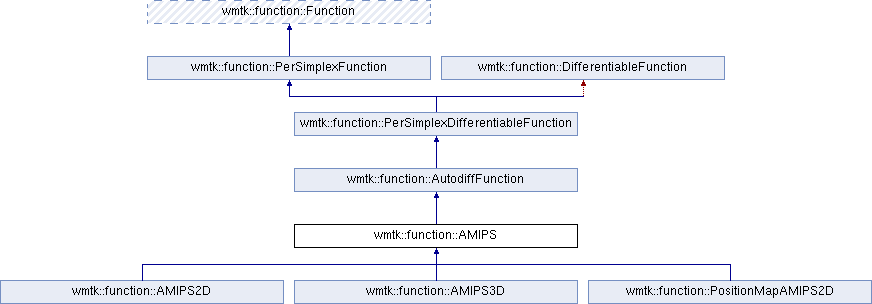 wmtk::function::Function
wmtk::function::PerSimplexFunction
wmtk::function::DifferentiableFunction
wmtk::function::PerSimplexDifferentiableFunction
wmtk::function::AutodiffFunction
wmtk::function::AMIPS
wmtk::function::AMIPS2D
wmtk::function::AMIPS3D
wmtk::function::PositionMapAMIPS2D